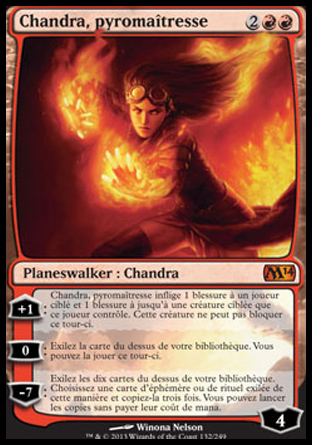 Chandra, pyromaîtresse 2
Planeswalker : Chandra M14
+1 Chandra, pyromaîtresse inflige 1 blessure à un joueur
ciblé et 1 blessure à jusqu'à une créature ciblée que
ce joueur contrôle. Cette créature ne peut pas bloquer
ce tour-ci.
0 Exilez la carte du dessus de votre bibliothèque. Vous
pouvez la jouer ce tour-ci.
-7 Exilez les dix cartes du dessus de votre bibliothèque.
Choisissez une carte d'éphémère ou de rituel exilée de
cette manière et copiez-la trois fois. Vous pouvez lancer
les copies sans payer leur coût de mana.
Winona Nelson
™ & © 2013 Wizards of the Coast 132/249
4